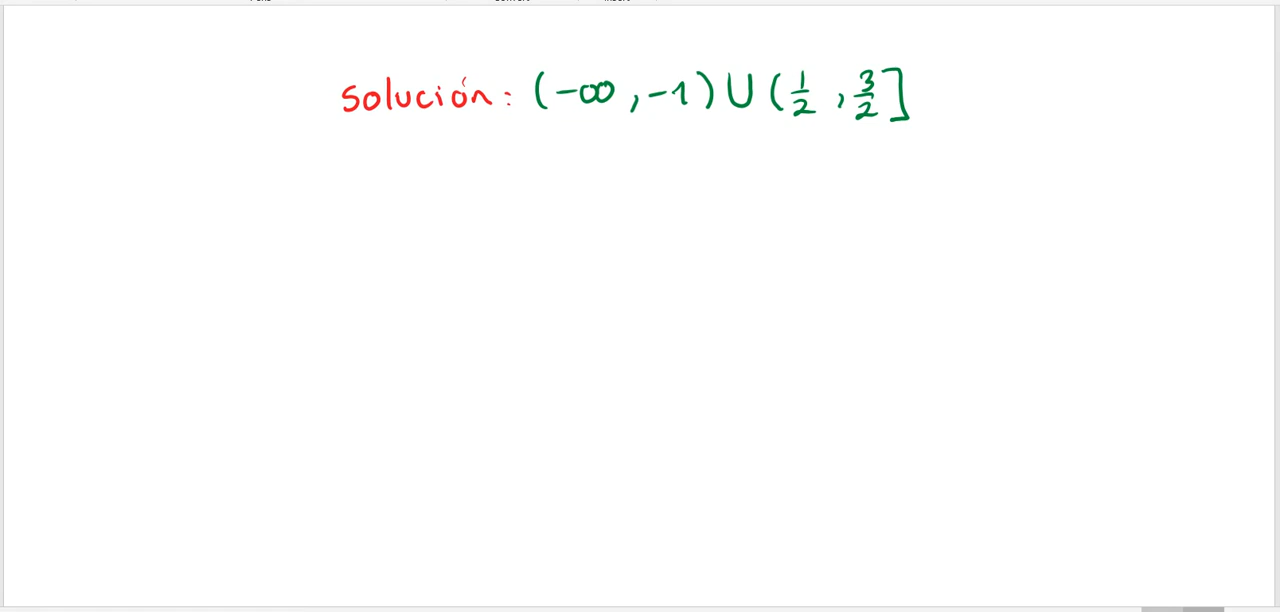 Solución: (-∞, -1) ∪ (1/2, 3/2]